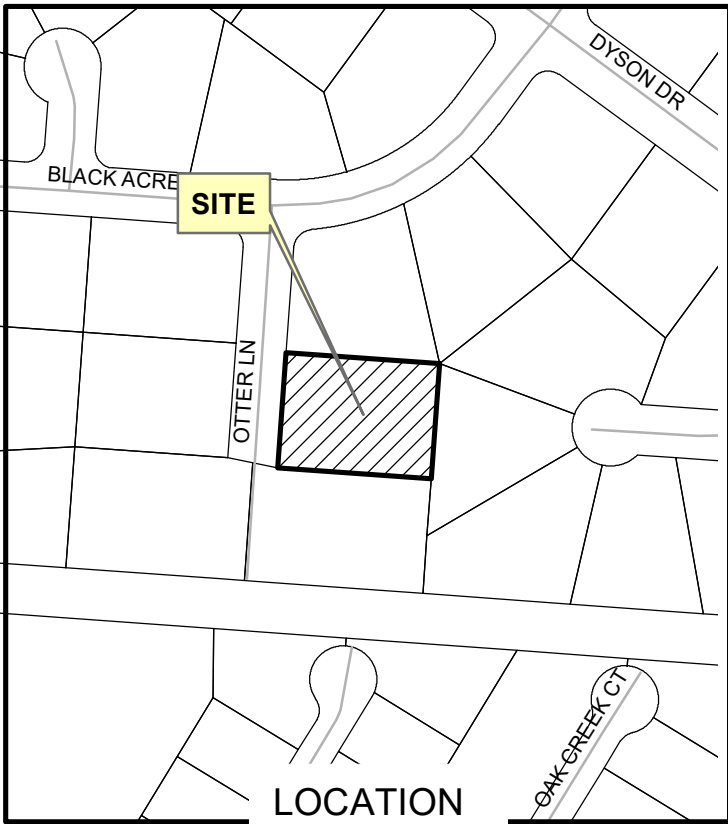 DYSON DR
BLACK ACRE
SITE
OTTER LN
OAK CREEK CT
LOCATION